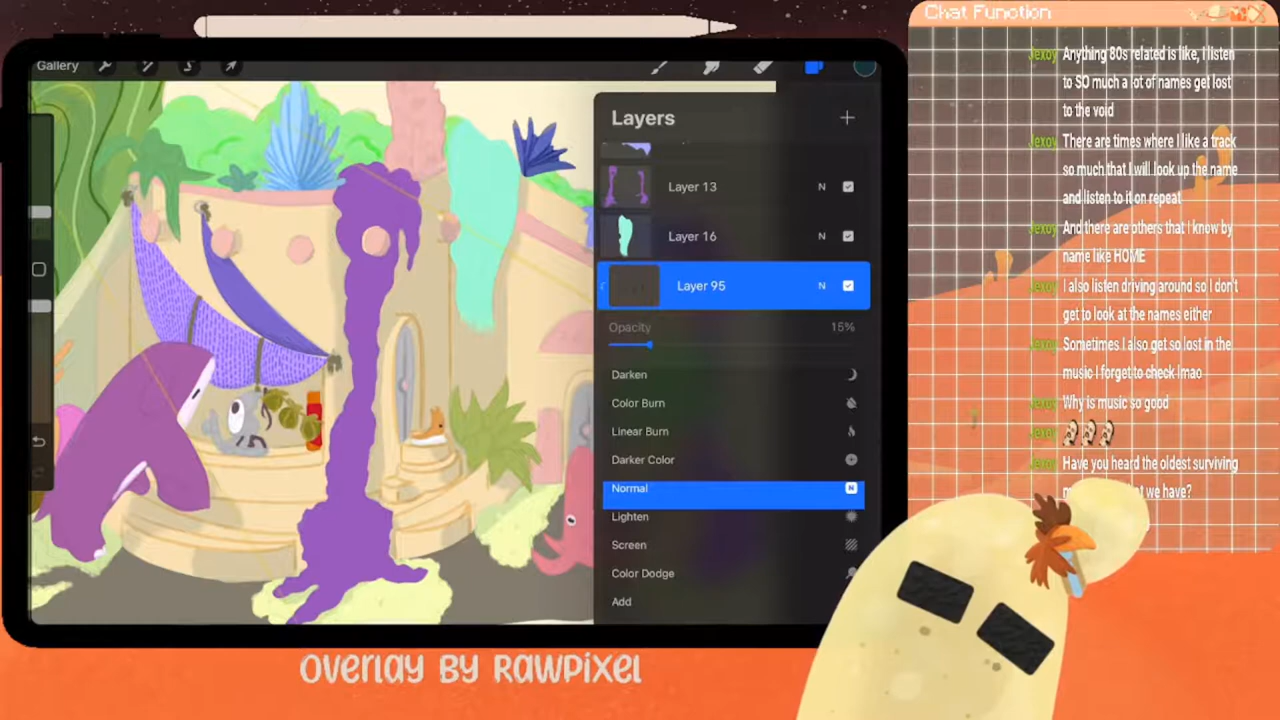 Chat Function
Gallery
Layers
Layer 13
N
Layer 16
N
Layer 95
N
Opacity
15%
Darken
Color Burn
Linear Burn
Darker Color
Normal
N
Lighten
Screen
Color Dodge
Add
Jexoy Anything 80s related is like, I listen
to SO much a lot of names get lost
to the void
Jexoy There are times where I like a track
so much that I will look up the name
and listen to it on repeat
Jexoy And there are others that I know by
name like HOME
Jexoy I also listen driving around so I don't
get to look at the names either
Jexoy Sometimes I also get so lost in the
music I forget to check lmao
Jexoy Why is music so good
Jexoy
Jexoy Have you heard the oldest surviving
we have?
OVERLAY BY RAWPIXEL